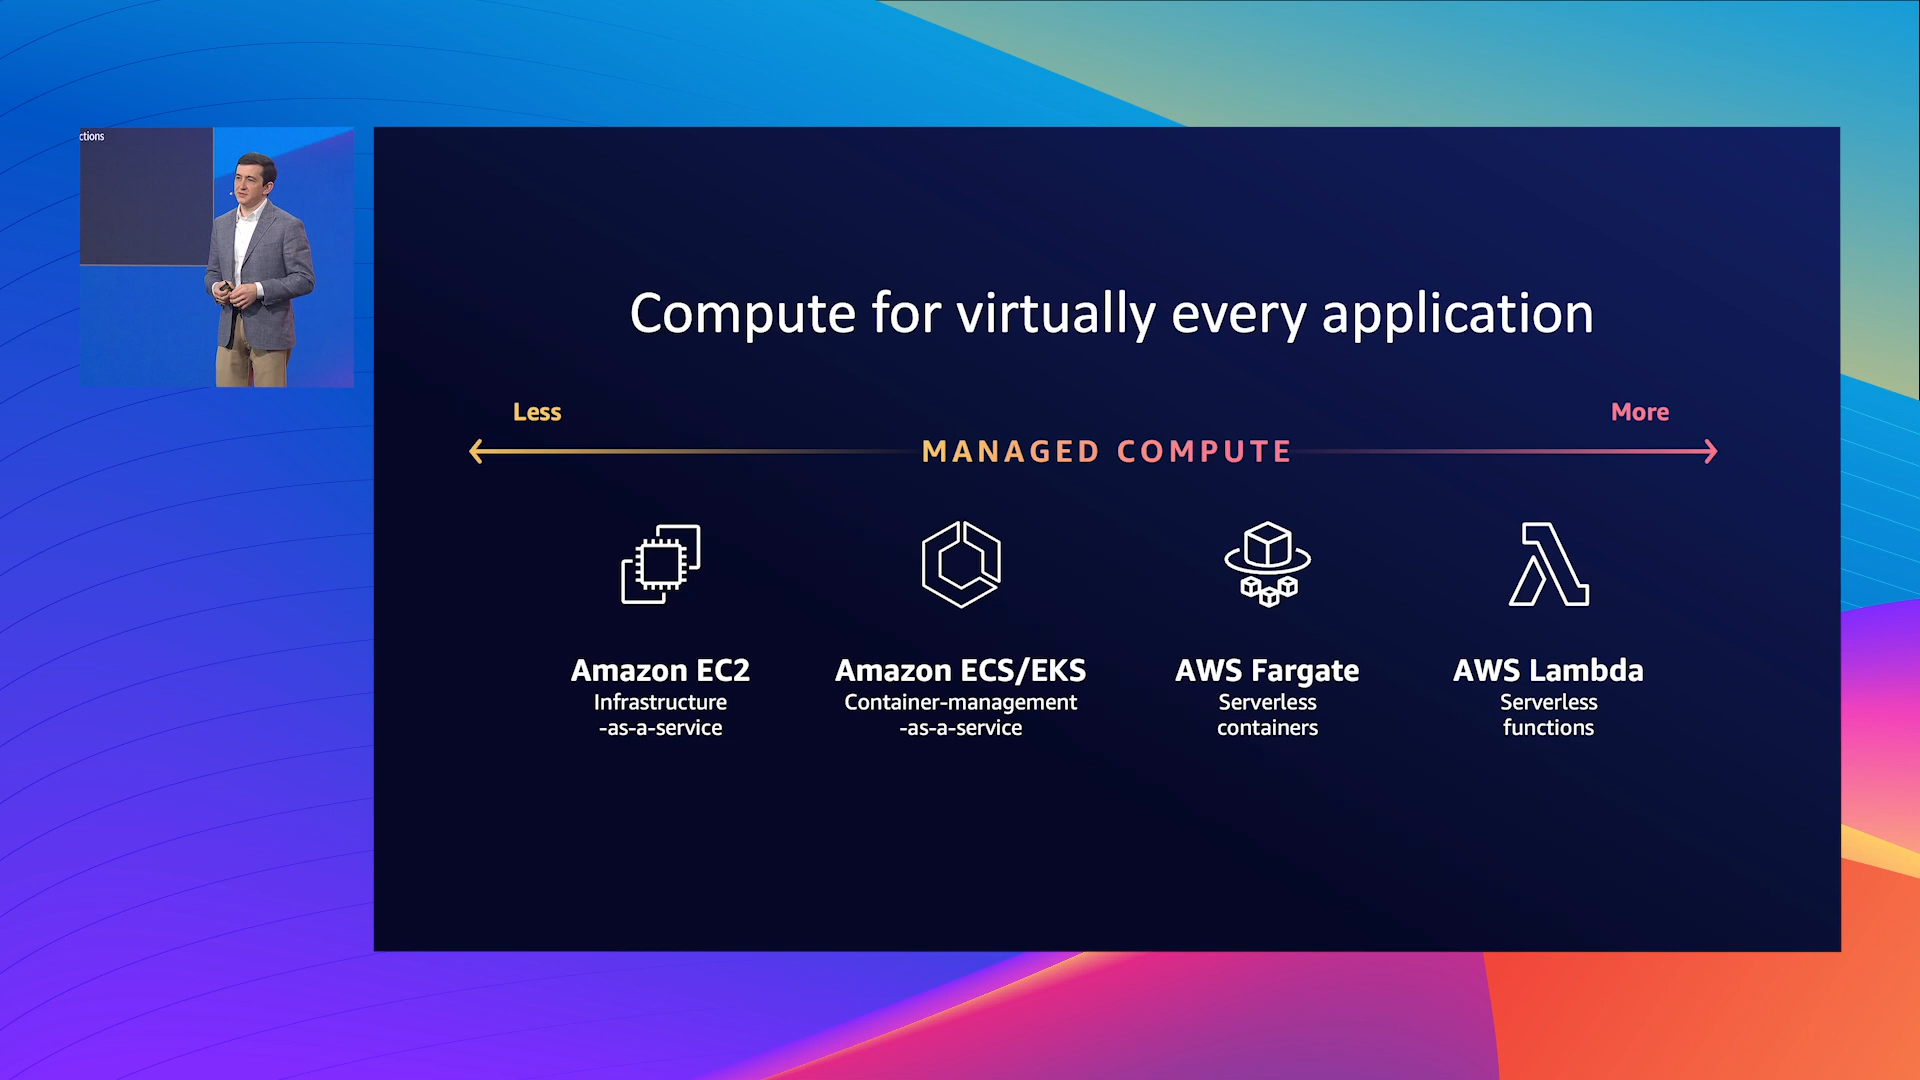 ctions
Compute for virtually every application
Less
More
MANAGED COMPUTE
Amazon EC2
Infrastructure
-as-a-service
Amazon ECS/EKS
Container-management
-as-a-service
AWS Fargate
Serverless
containers
AWS Lambda
Serverless
functions